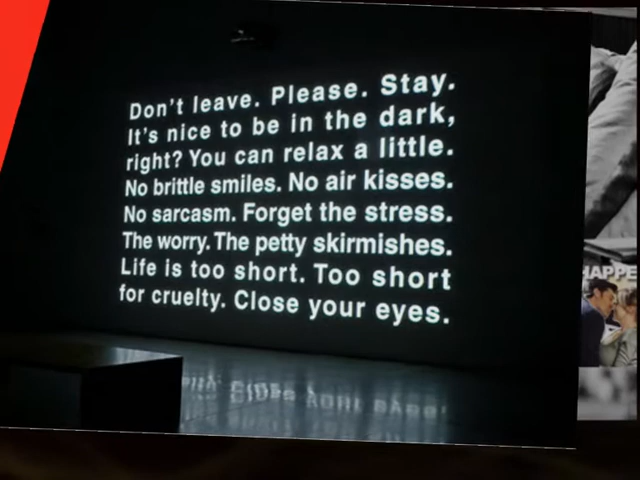 Don't leave. Please. Stay.
It's nice to be in the dark,
right? You can relax a little.
No brittle smiles. No air kisses.
No sarcasm. Forget the stress.
The worry. The petty skirmishes.
Life is too short. Too short
for cruelty. Close your eyes.